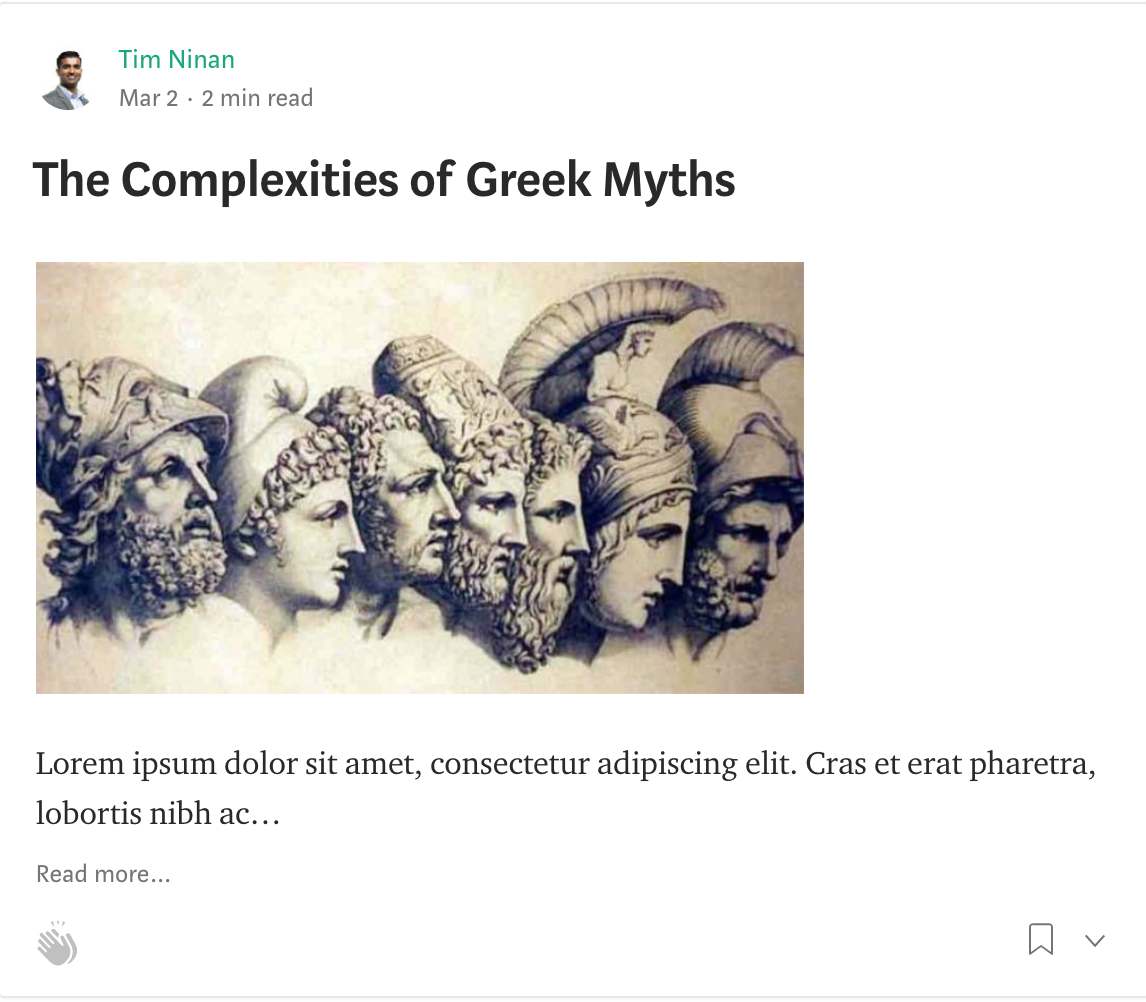 Tim Ninan
Mar 2 · 2 min read
The Complexities of Greek Myths
Lorem ipsum dolor sit amet, consectetur adipiscing elit. Cras et erat pharetra,
lobortis nibh ac…
Read more…